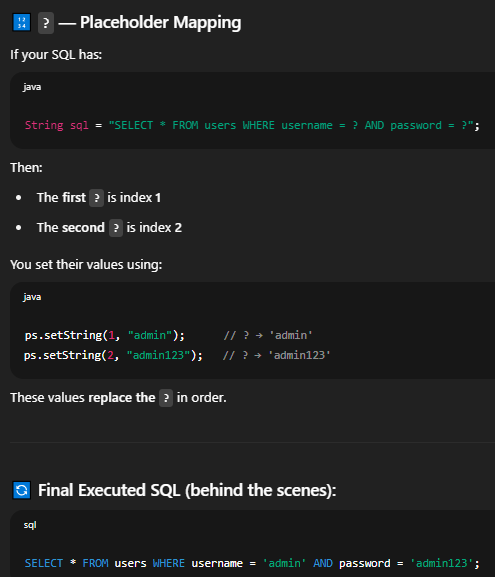 🔢 ? — Placeholder Mapping
If your SQL has:
java
String sql = "SELECT * FROM users WHERE username = ? AND password = ?";
Then:
• The first ? is index 1
• The second ? is index 2
You set their values using:
java
ps.setString(1, "admin");      // ? → 'admin'
ps.setString(2, "admin123");   // ? → 'admin123'
These values replace the ? in order.
🔄 Final Executed SQL (behind the scenes):
sql
SELECT * FROM users WHERE username = 'admin' AND password = 'admin123';